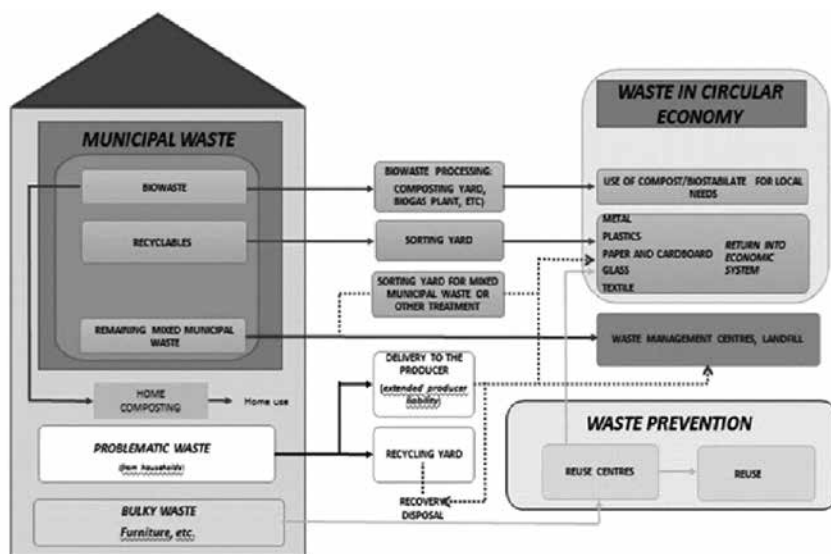 MUNICIPAL WASTE
BIOWASTE
RECYCLABLES
REMAINING MIXED MUNICIPAL
WASTE
HOME
COMPOSTING
Home use
PROBLEMATIC WASTE
(from households)
BULKY WASTE
Furniture, etc.
BIOWASTE PROCESSING:
COMPOSTING YARD,
BIOGAS PLANT, ETC)
SORTING YARD
SORTING YARD FOR MIXED
MUNICIPAL WASTE OR
OTHER TREATMENT
DELIVERY TO THE
PRODUCER
(extended producer
liability)
RECYCLING YARD
RECOVERY
DISPOSAL
WASTE IN CIRCULAR
ECONOMY
USE OF COMPOST/BIOSTABILATE FOR LOCAL
NEEDS
METAL
PLASTICS
PAPER AND CARDBOARD
GLASS
TEXTILE
RETURN INTO
ECONOMIC
SYSTEM
WASTE MANAGEMENT CENTRES, LANDFILL
WASTE PREVENTION
REUSE CENTRES
REUSE